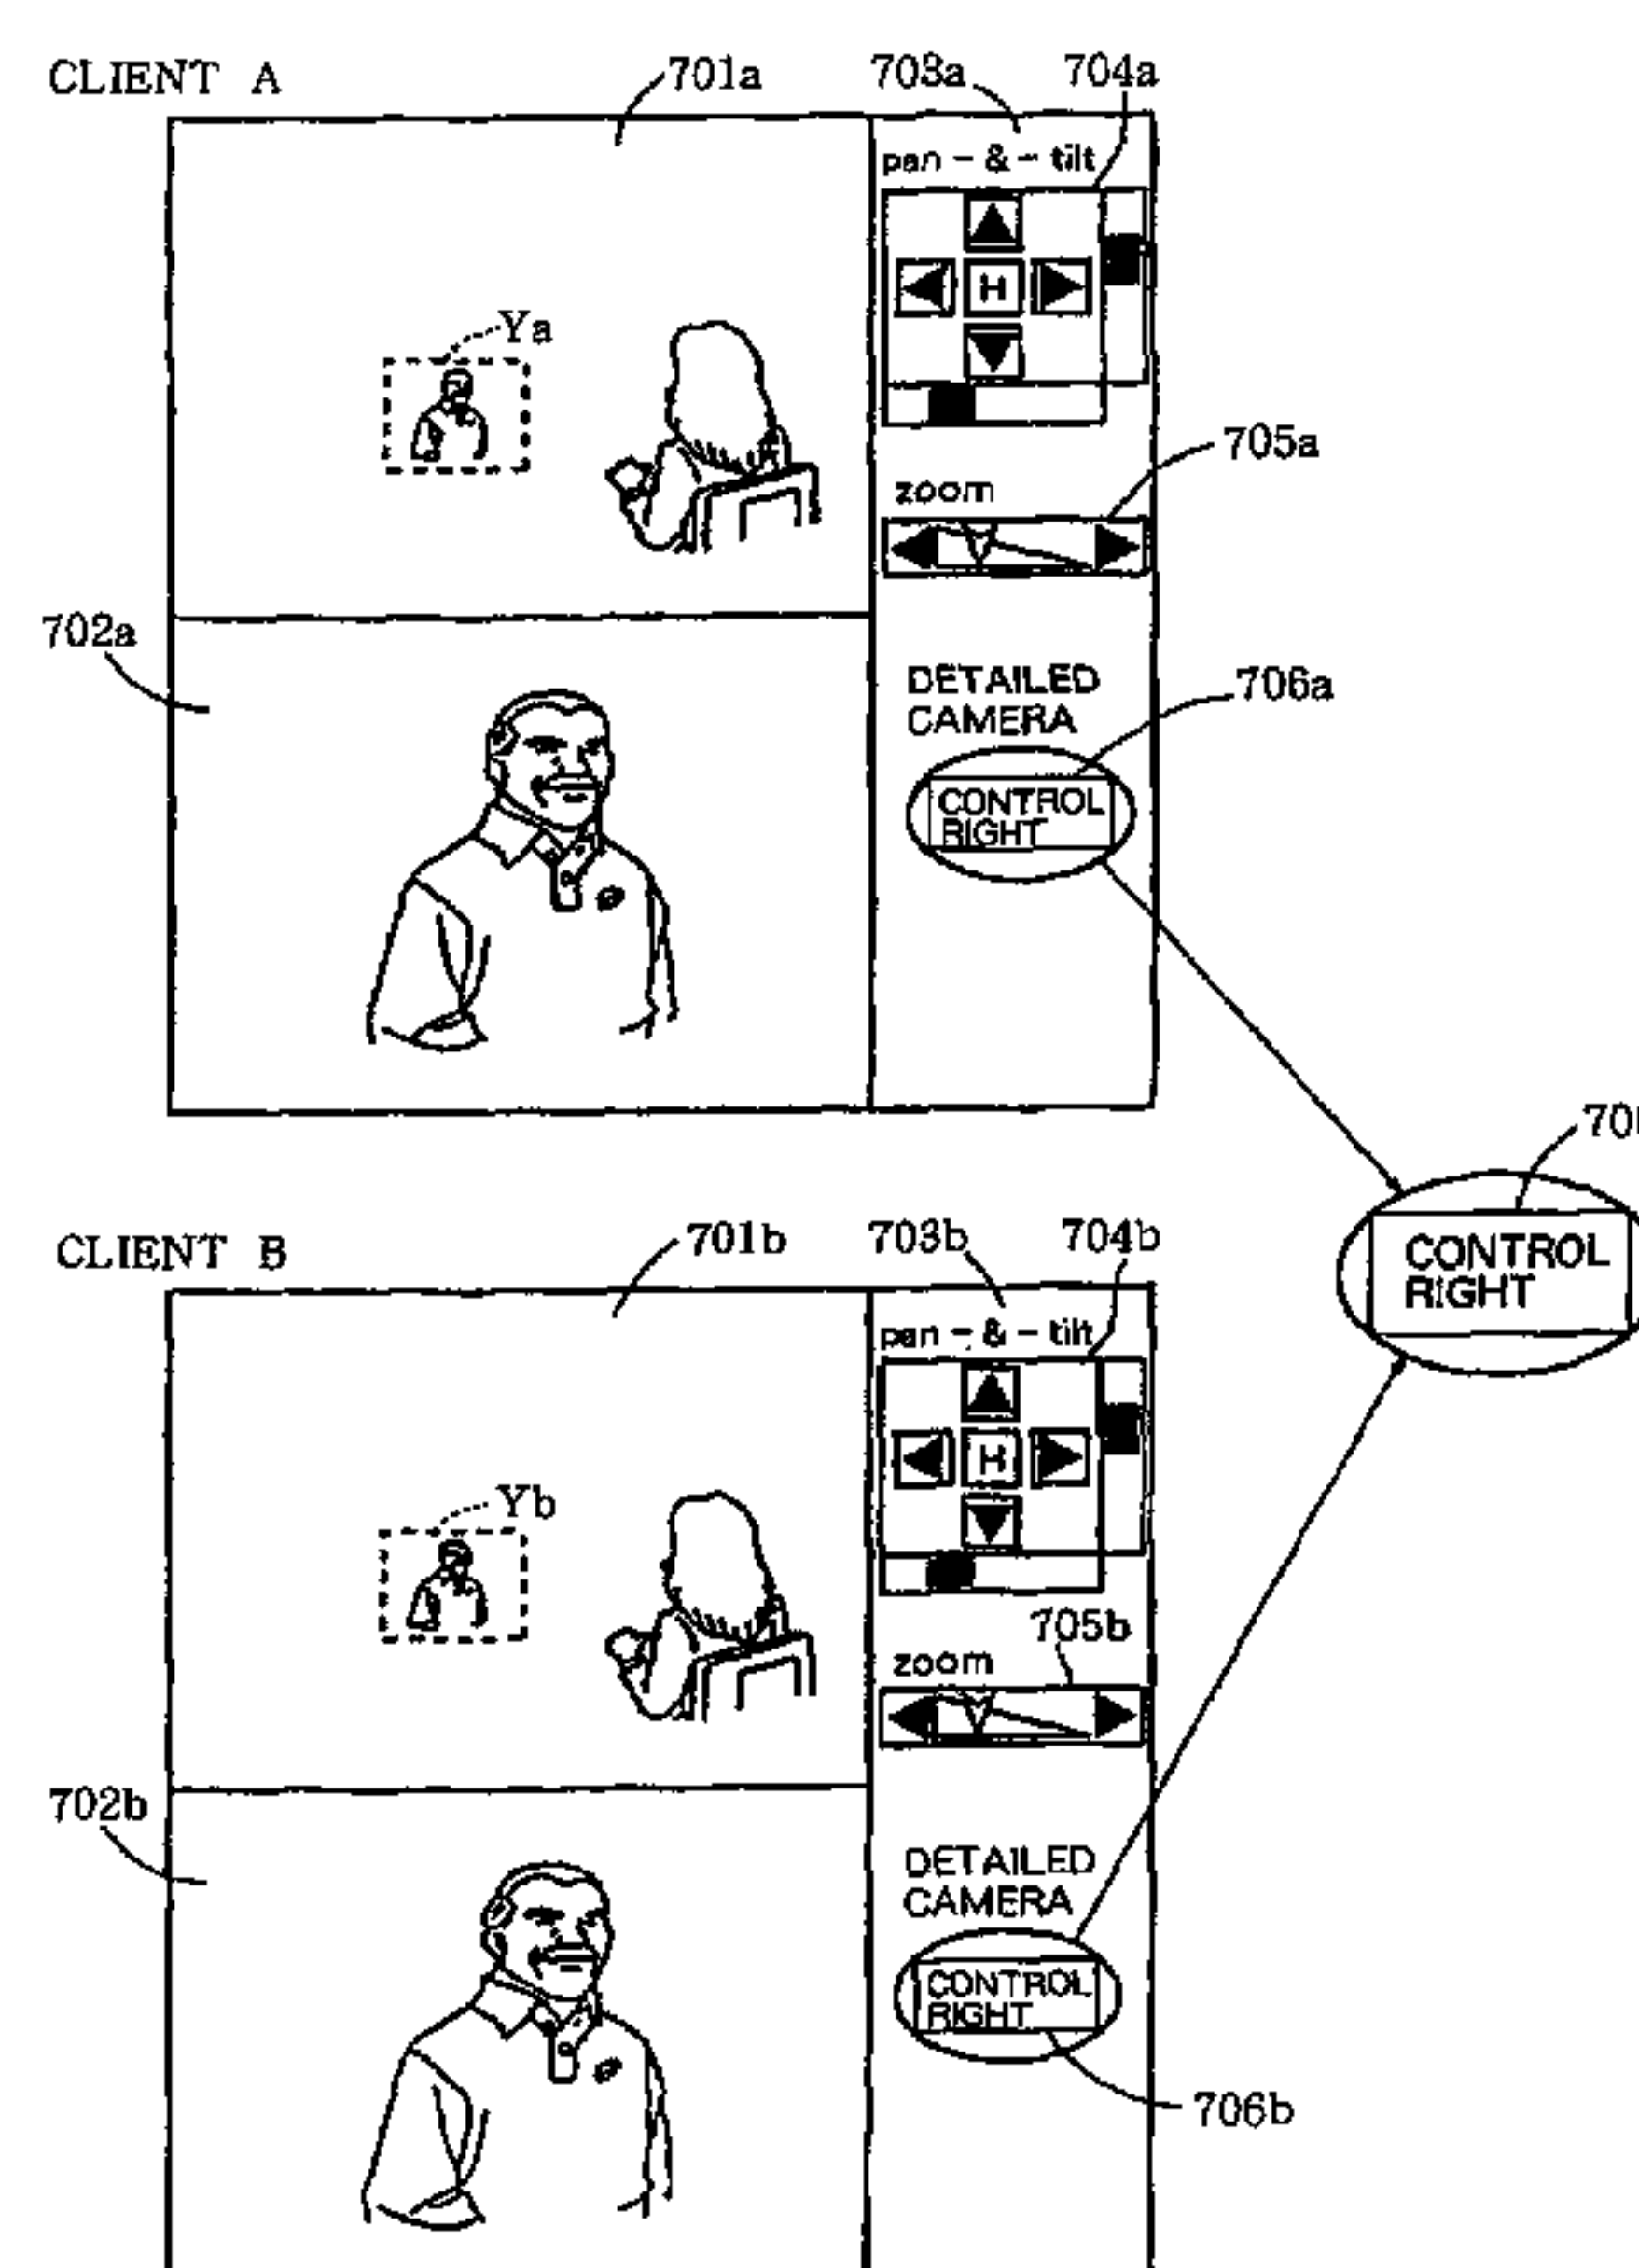 CLIENT A
701a
703a
704a
pan - & - tilt
H
Ya
705a
zoom
702a
DETAILED
CAMERA
706a
CONTROL
RIGHT
CONTROL
RIGHT
CLIENT B
701b
703b
704b
pan - & - tilt
H
Yb
705b
zoom
702b
DETAILED
CAMERA
CONTROL
RIGHT
706b